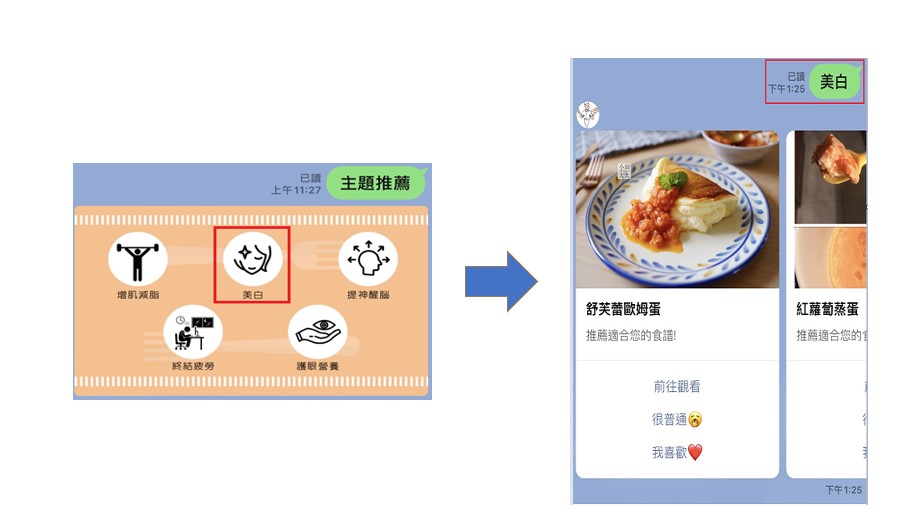 已讀
上午 11:27
主題推薦
增肌減脂
美白
提神醒腦
終結疲勞
護眼營養
已讀
下午1:25
美白
舒芙蕾歐姆蛋
推薦適合您的食譜!
前往觀看
很普通😪
我喜歡❤️
紅蘿蔔蒸蛋
推薦適合您的食
下午1:25